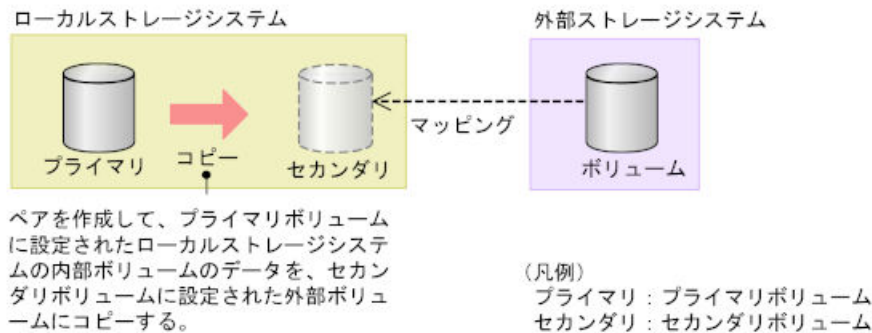 ローカルストレージシステム
外部ストレージシステム
プライマリ
コピー
セカンダリ
マッピング
ボリューム
ペアを作成して、プライマリボリューム
に設定されたローカルストレージシステ
ムの内部ボリュームのデータを、セカン
ダリボリュームに設定された外部ボリュ
ームにコピーする。
（凡例）
プライマリ：プライマリボリューム
セカンダリ：セカンダリボリューム